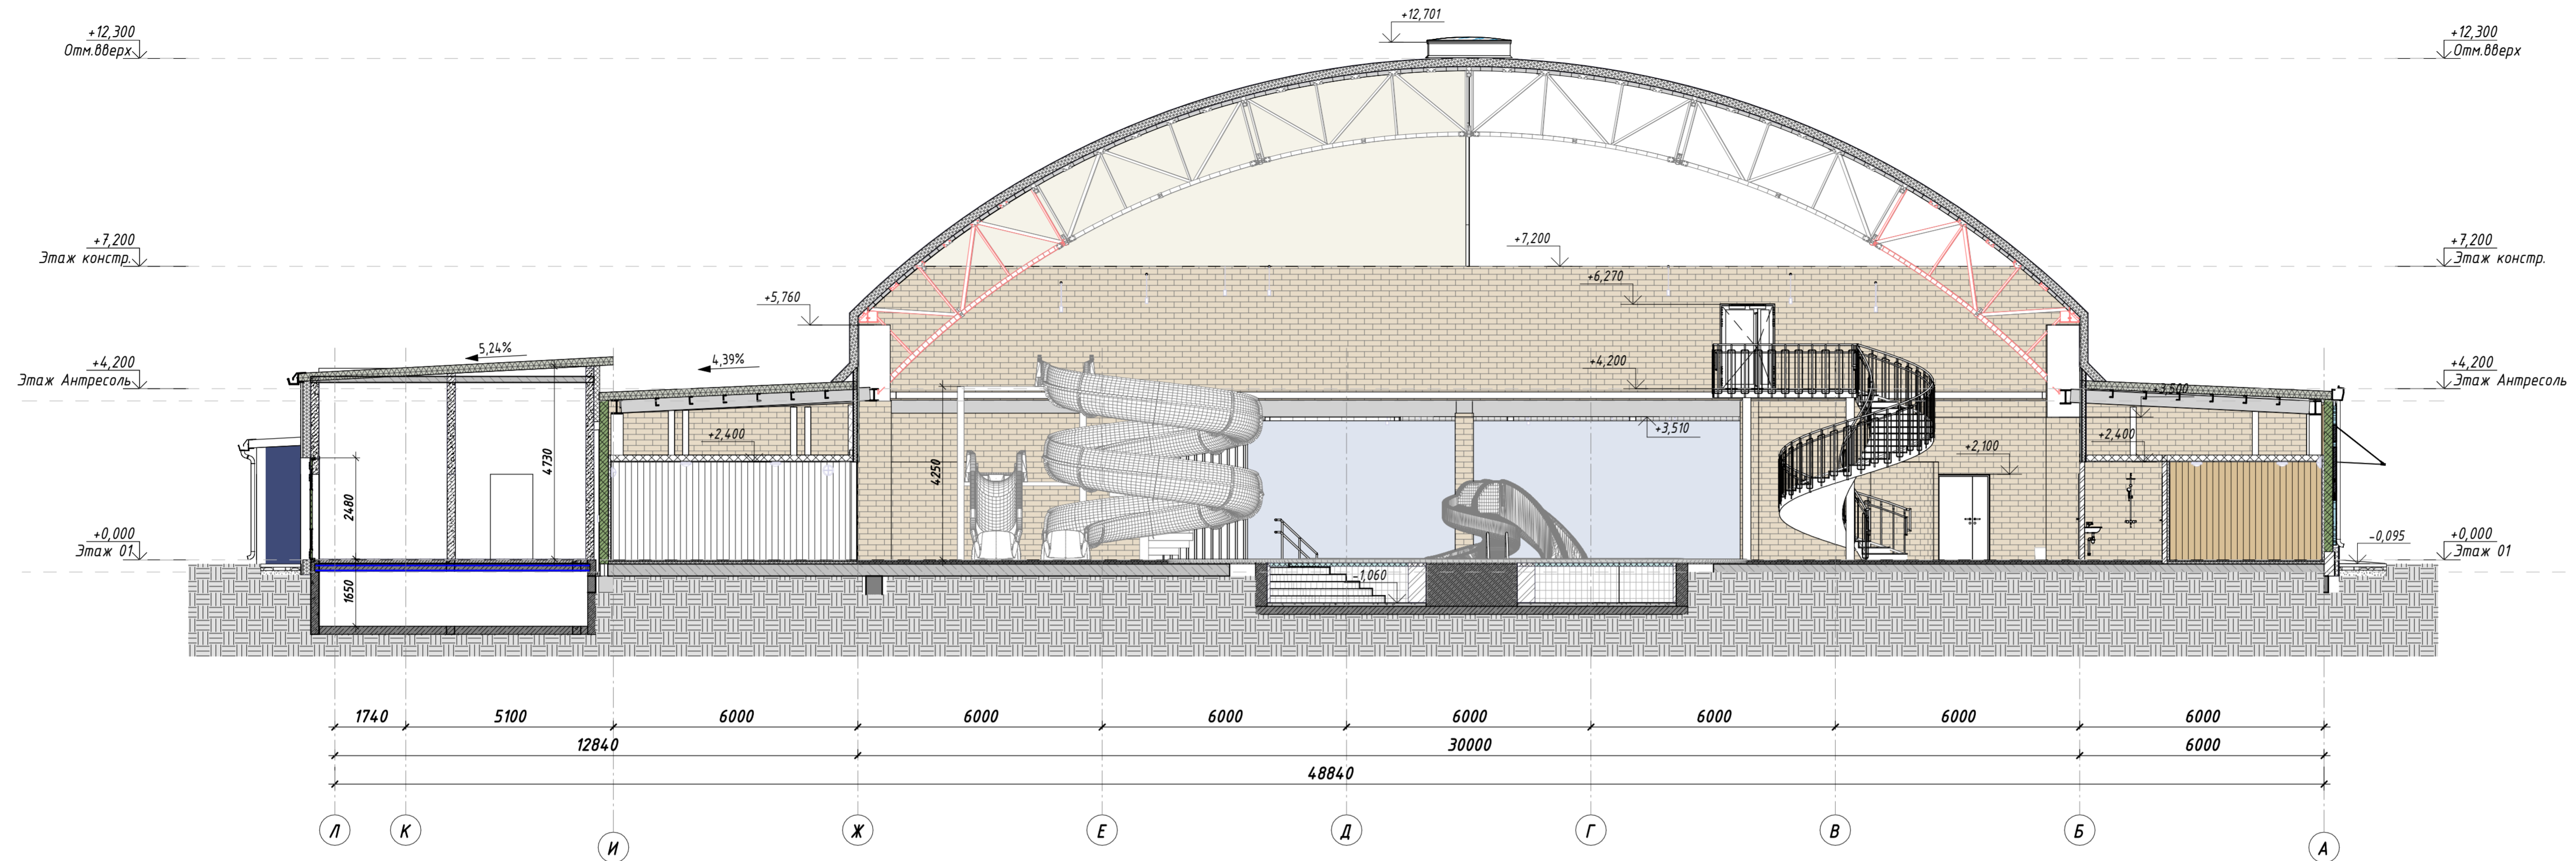 +12,701
+12,300
Отм.вверх
+12,300
Отм.вверх
+7,200
Этаж констр.
+7,200
+7,200
Этаж констр.
+6,270
+5,760
5,24%
4,39%
+4,200
Этаж Антресоль
+4,200
+4,200
Этаж Антресоль
+3,500
+3,510
+2,400
+2,400
+2,100
4730
4250
2480
+0,000
Этаж 01
-0,095
+0,000
Этаж 01
1650
-1,060
1740
5100
6000
6000
6000
6000
6000
6000
6000
12840
30000
6000
48840
Л
К
И
Ж
Е
Д
Г
В
Б
А